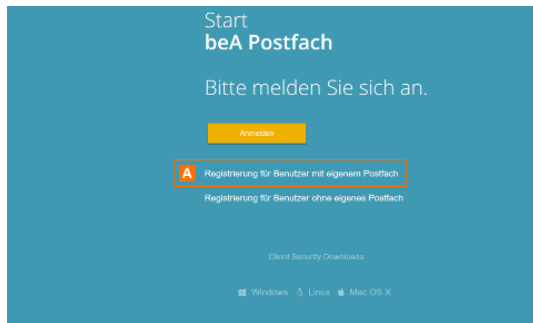 Start
beA Postfach
Bitte melden Sie sich an.
Anmelden
A Registrierung für Benutzer mit eigenem Postfach
Registrierung für Benutzer ohne eigenes Postfach
Client Security Downloads
Windows Linux Mac OS X